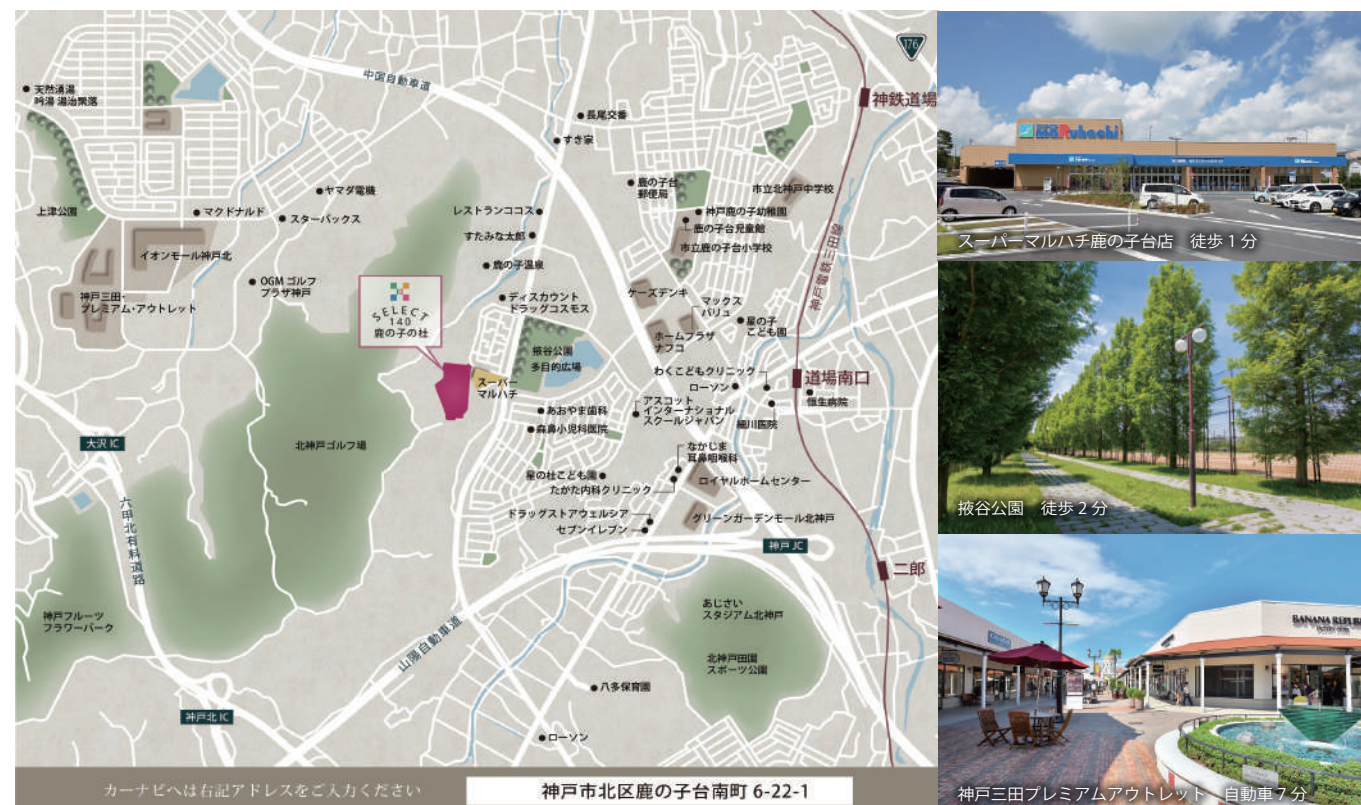 176
中国自動車道
神鉄道場
天然湧湯
吟湯 湯治聚落
長尾交番
すき家
鹿の子台
郵便局
市立北神戸中学校
ヤマダ電機
上津公園
マクドナルド
スターバックス
レストランココス
神戸鹿の子幼稚園
鹿の子台児童館
すたみな太郎
市立鹿の子台小学校
イオンモール神戸北
鹿の子温泉
神戸電鉄三田線
OGM ゴルフ
プラザ神戸
神戸三田・
プレミアム・アウトレット
SELECT
140
鹿の子の杜
ディスカウント
ドラッグコスモス
ケーズデンキ
マックス
バリュ
星の子
こども園
ホームプラザ
ナフコ
掖谷公園
多目的広場
スーパー
マルハチ
わくこどもクリニック
ローソン
道場南口
恒生病院
アスコット
インターナショナル
スクールジャパン
細川医院
あおやま歯科
森鼻小児科医院
大沢 IC
北神戸ゴルフ場
なかじま
耳鼻咽喉科
星の杜こども園
たかた内科クリニック
ロイヤルホームセンター
ドラッグストアウェルシア
セブンイレブン
グリーンガーデンモール北神戸
六甲北有料道路
神戸 JC
二郎
神戸フルーツ
フラワーパーク
山陽自動車道
あじさい
スタジアム北神戸
北神戸田園
スポーツ公園
八多保育園
神戸北 IC
ローソン
カーナビへは右記アドレスをご入力ください
神戸市北区鹿の子台南町 6-22-1
maRuhachi
スーパーマルハチ鹿の子台店 徒歩 1 分
掖谷公園 徒歩 2 分
BANANA REPUBLIC
神戸三田プレミアムアウトレット 自動車 7 分